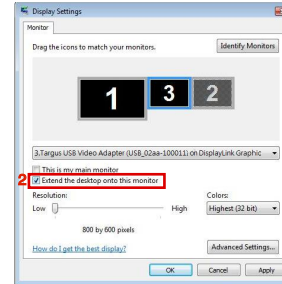 Display Settings
Monitor
Drag the icons to match your monitors.
Identify Monitors
1
3
2
3.Targus USB Video Adapter (USB_02aa-100011) on DisplayLink Graphic
This is my main monitor
2
Extend the desktop onto this monitor
Resolution:
Colors:
Low
High
Highest (32 bit)
800 by 600 pixels
How do I get the best display?
Advanced Settings...
OK
Cancel
Apply